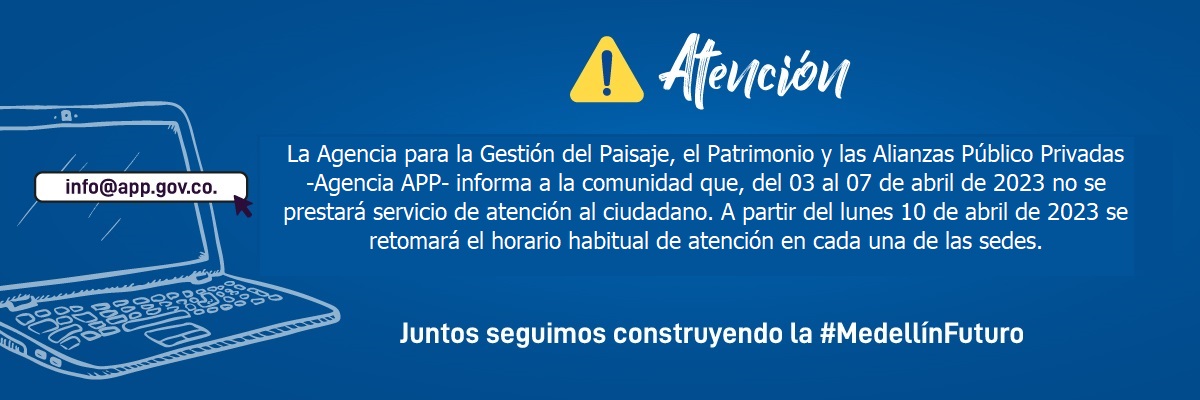 Atención
La Agencia para la Gestión del Paisaje, el Patrimonio y las Alianzas Público Privadas
-Agencia APP- informa a la comunidad que, del 03 al 07 de abril de 2023 no se
prestará servicio de atención al ciudadano. A partir del lunes 10 de abril de 2023 se
retomará el horario habitual de atención en cada una de las sedes.
info@app.gov.co.
Juntos seguimos construyendo la #MedellínFuturo